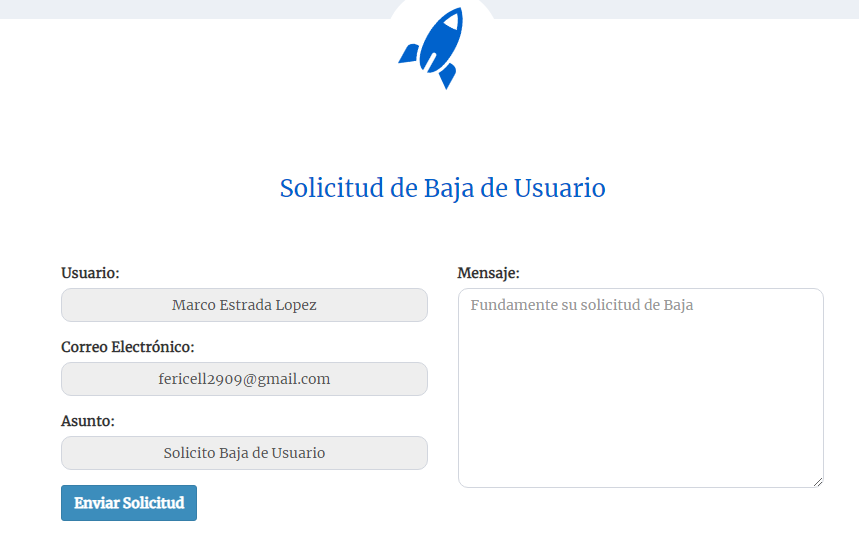 Solicitud de Baja de Usuario
Usuario:
Marco Estrada Lopez
Correo Electrónico:
fericell2909@gmail.com
Asunto:
Solicito Baja de Usuario
Enviar Solicitud
Mensaje:
Fundamente su solicitud de Baja